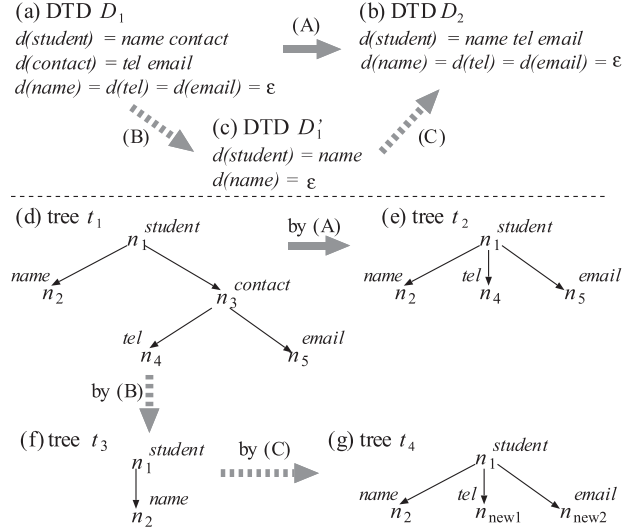 (a) DTD D₁
(A)
(b) DTD D₂
d(student) = name contact
d(contact) = tel email
d(name) = d(tel) = d(email) = ε
d(student) = name tel email
d(name) = d(tel) = d(email) = ε
(B)
(c) DTD D₁’
(C)
d(student) = name
d(name) = ε
(d) tree t₁
student
n₁
by (A)
(e) tree t₂
student
n₁
name
n₂
contact
n₃
name
n₂
tel
n₄
email
n₅
tel
n₄
email
n₅
by (B)
(f) tree t₃
student
n₁
by (C)
(g) tree t₄
student
n₁
name
n₂
name
n₂
tel
n_new1
email
n_new2